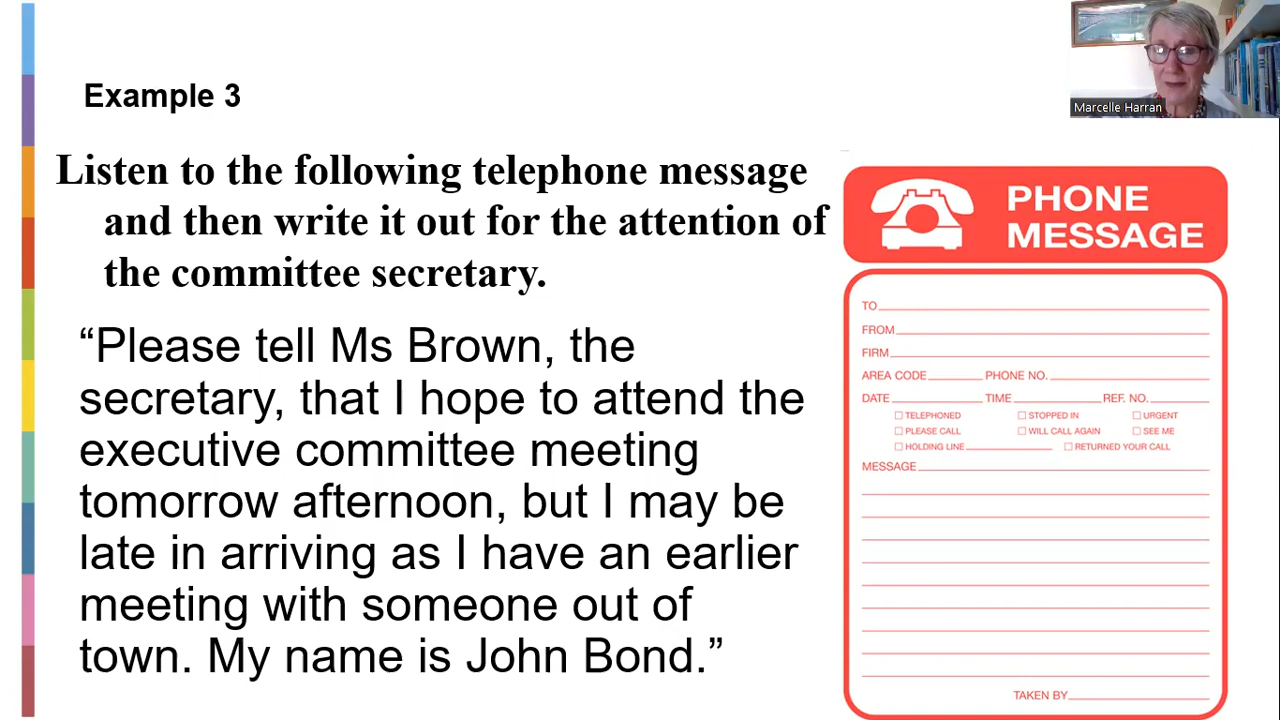 Example 3
Listen to the following telephone message
and then write it out for the attention of
the committee secretary.
“Please tell Ms Brown, the
secretary, that I hope to attend the
executive committee meeting
tomorrow afternoon, but I may be
late in arriving as I have an earlier
meeting with someone out of
town. My name is John Bond.”
Marcelle Harran
PHONE
MESSAGE
TO
FROM
FIRM
AREA CODE PHONE NO.
DATE TIME REF. NO.
TELEPHONED STOPPED IN URGENT
PLEASE CALL WILL CALL AGAIN SEE ME
HOLDING LINE RETURNED YOUR CALL
MESSAGE
TAKEN BY